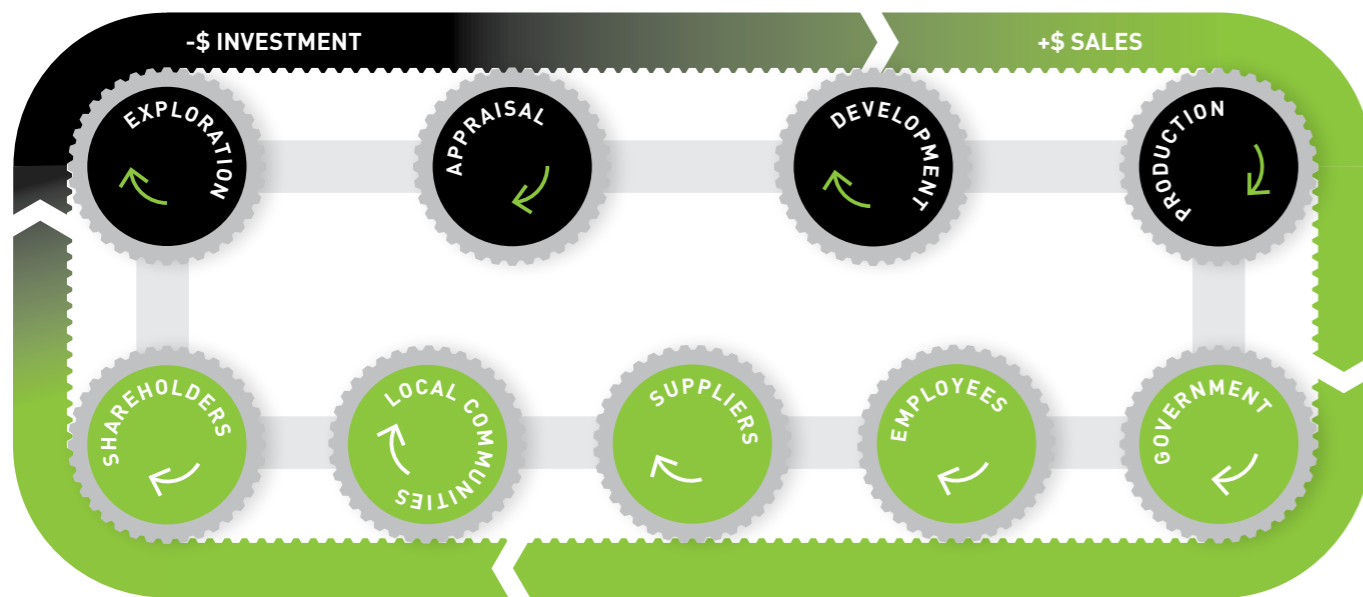 -$ INVESTMENT
+$ SALES
EXPLORATION
APPRAISAL
DEVELOPMENT
PRODUCTION
SHAREHOLDERS
LOCAL COMMUNITIES
SUPPLIERS
EMPLOYEES
GOVERNMENT